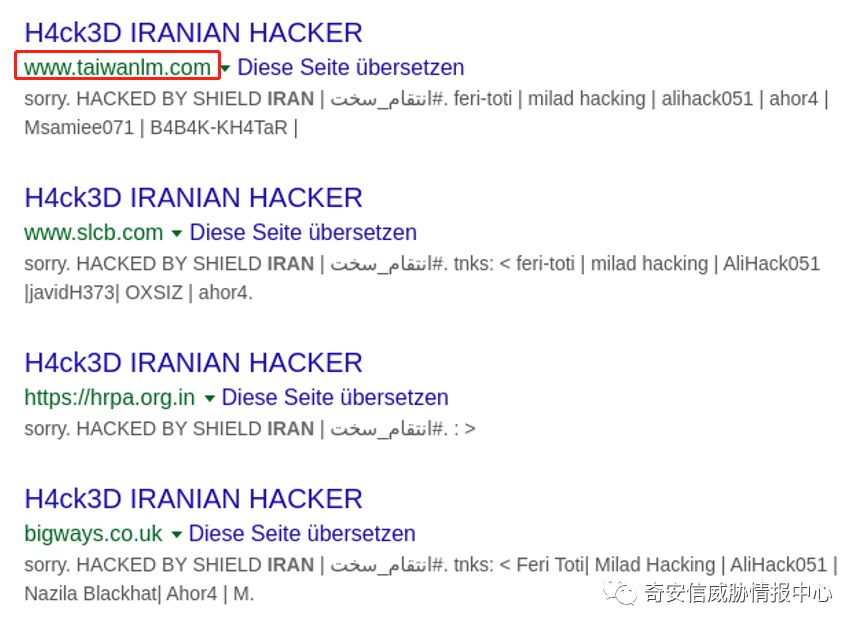 H4ck3D IRANIAN HACKER
www.taiwanlm.com Diese Seite übersetzen
sorry. HACKED BY SHIELD IRAN | انتقام_سخت#. feri-toti | milad hacking | alihack051 | ahor4 |
Msamiee071 | B4B4K-KH4TaR |
H4ck3D IRANIAN HACKER
www.slcb.com Diese Seite übersetzen
sorry. HACKED BY SHIELD IRAN | انتقام_سخت#. tnks: < feri-toti | milad hacking | AliHack051
|javidH373| OXSIZ | ahor4.
H4ck3D IRANIAN HACKER
https://hrpa.org.in Diese Seite übersetzen
sorry. HACKED BY SHIELD IRAN | انتقام_سخت#. : >
H4ck3D IRANIAN HACKER
bigways.co.uk Diese Seite übersetzen
sorry. HACKED BY SHIELD IRAN | انتقام_سخت#. tnks: < Feri Toti| Milad Hacking | AliHack051 |
Nazila Blackhat| Ahor4 | M.
奇安信威胁情报中心